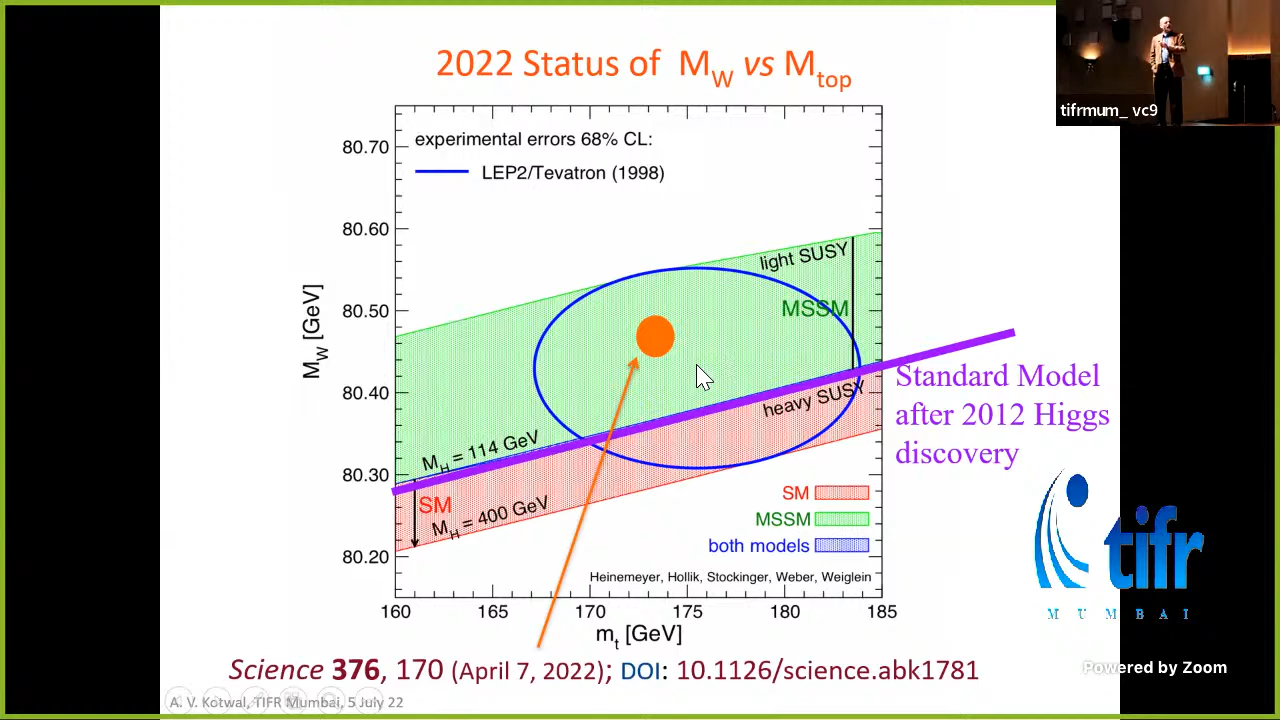 2022 Status of M_W vs M_top
tifrmum_ vc9
experimental errors 68% CL:
LEP2/Tevatron (1998)
80.70
80.60
80.50
80.40
80.30
80.20
M_W [GeV]
light SUSY
MSSM
heavy SUSY
M_H = 114 GeV
SM
M_H = 400 GeV
Standard Model
after 2012 Higgs
discovery
SM
MSSM
both models
Heinemeyer, Hollik, Stockinger, Weber, Weiglein
160 165 170 175 180 185
m_t [GeV]
tifr
MUMBAI
Science 376, 170 (April 7, 2022); DOI: 10.1126/science.abk1781
Powered by Zoom
A. V. Kotwal, TIFR Mumbai, 5 July 22